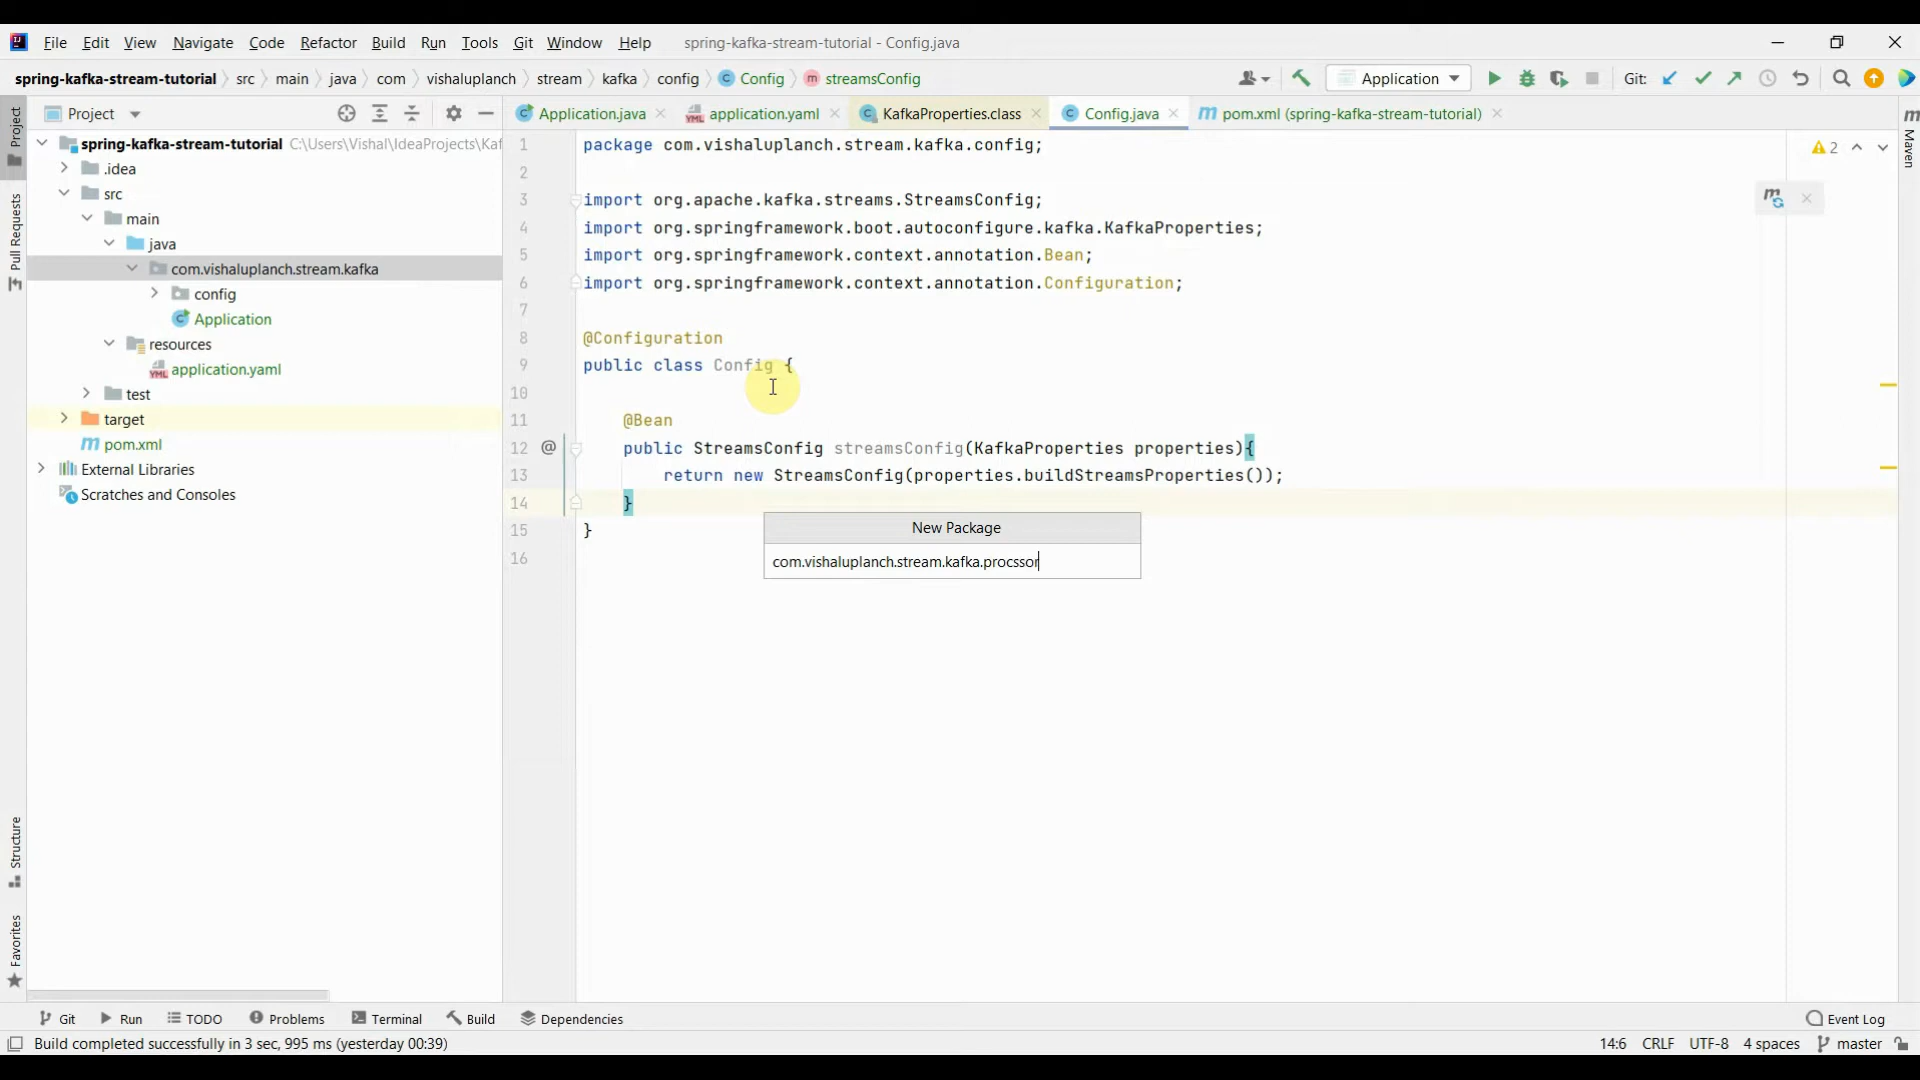 File Edit View Navigate Code Refactor Build Run Tools Git Window Help spring-kafka-stream-tutorial - Config.java
spring-kafka-stream-tutorial src main java com vishaluplanch stream kafka config Config streamsConfig Application Git:
Project Application.java application.yaml KafkaProperties.class Config.java pom.xml (spring-kafka-stream-tutorial)
spring-kafka-stream-tutorial C:\Users\Vishal\IdeaProjects\Kaf
.idea
src
main
java
com.vishaluplanch.stream.kafka
config
Application
resources
application.yaml
test
target
pom.xml
External Libraries
Scratches and Consoles
1 package com.vishaluplanch.stream.kafka.config;
2
3 import org.apache.kafka.streams.StreamsConfig;
4 import org.springframework.boot.autoconfigure.kafka.KafkaProperties;
5 import org.springframework.context.annotation.Bean;
6 import org.springframework.context.annotation.Configuration;
7
8 @Configuration
9 public class Config {
10
11 @Bean
12 public StreamsConfig streamsConfig(KafkaProperties properties){
13 return new StreamsConfig(properties.buildStreamsProperties());
14 }
15 }
16
2
New Package
com.vishaluplanch.stream.kafka.procssor
Project
Pull Requests
Structure
Favorites
Maven
Git Run TODO Problems Terminal Build Dependencies Event Log
Build completed successfully in 3 sec, 995 ms (yesterday 00:39) 14:6 CRLF UTF-8 4 spaces master